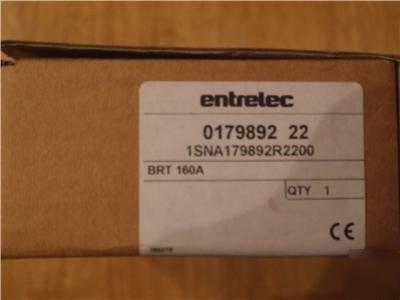 entrelec
0179892 22
1SNA179892R2200
BRT 160A
QTY 1
CE